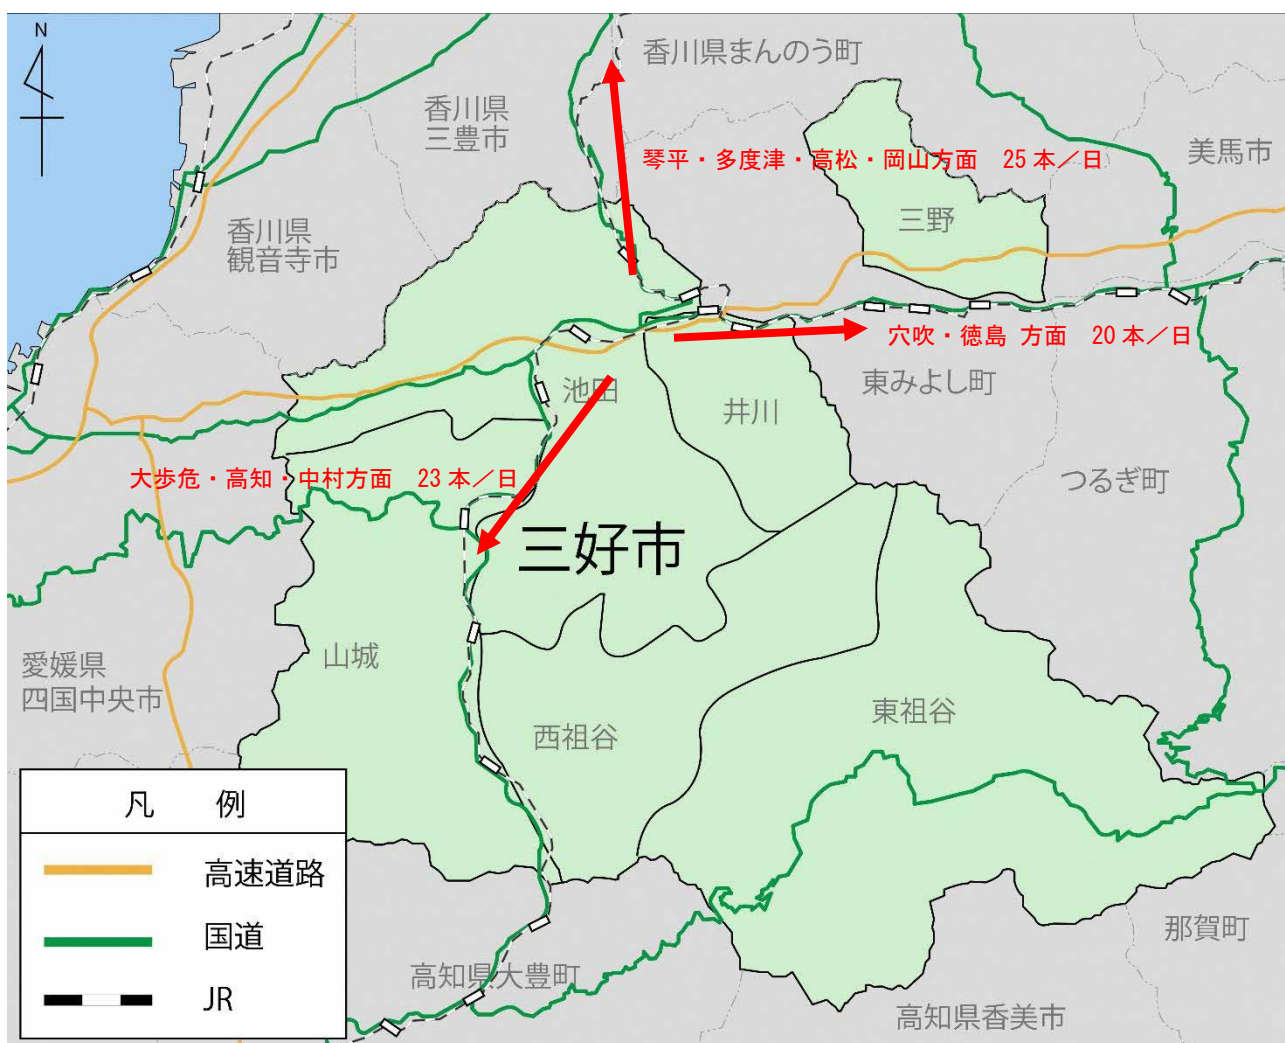 N
香川県まんのう町
香川県
三豊市
美馬市
琴平・多度津・高松・岡山方面　25本／日
三野
香川県
観音寺市
穴吹・徳島 方面　20本／日
池田
井川
東みよし町
大歩危・高知・中村方面　23本／日
つるぎ町
三好市
山城
愛媛県
四国中央市
西祖谷
東祖谷
凡　例
高速道路
国道
JR
那賀町
高知県大豊町
高知県香美市